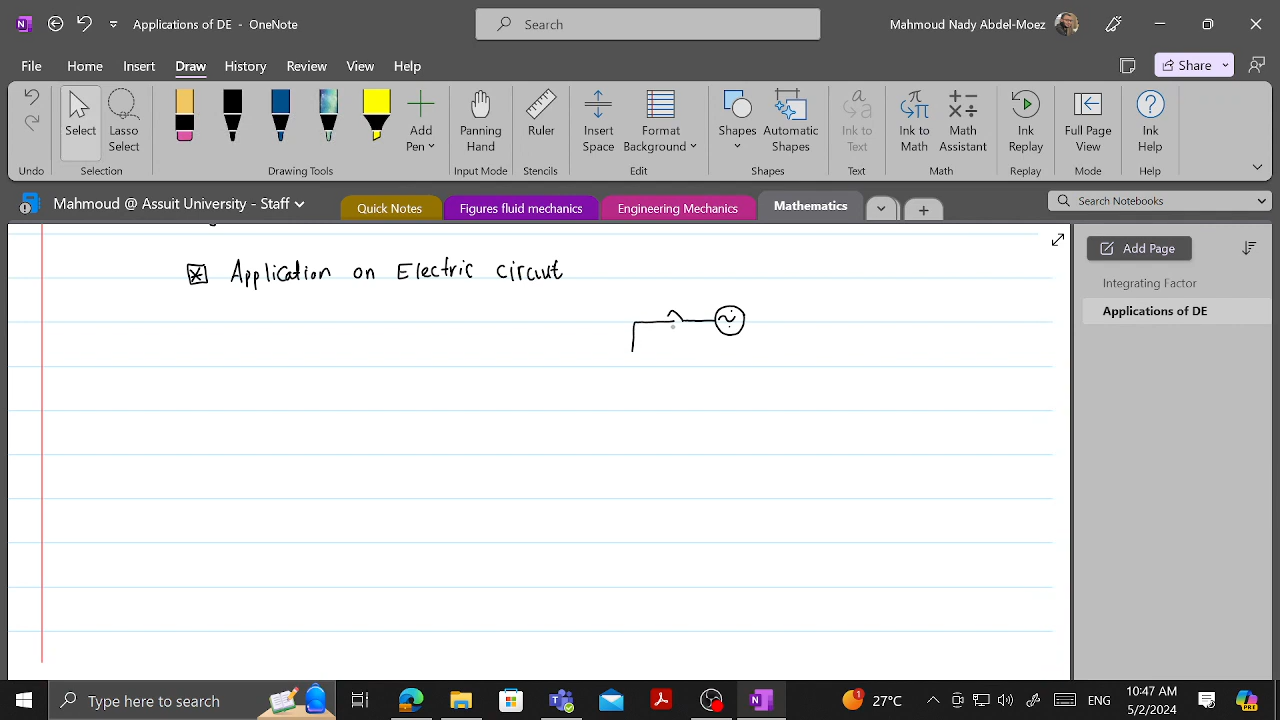 Applications of DE - OneNote
Search
Mahmoud Nady Abdel-Moez
File Home Insert Draw History Review View Help
Share
Undo
Select
Lasso Select
Selection
Drawing Tools
Add Pen
Panning Hand
Input Mode
Ruler
Stencils
Insert Space
Format Background
Edit
Shapes
Automatic Shapes
Shapes
Ink to Text
Text
Ink to Math
Math Assistant
Math
Ink Replay
Replay
Full Page View
Mode
Ink Help
Help
Mahmoud @ Assuit University - Staff
Quick Notes
Figures fluid mechanics
Engineering Mechanics
Mathematics
Search Notebooks
Application on Electric circuit
Add Page
Integrating Factor
Applications of DE
Type here to search
1
27°C
ENG
10:47 AM
5/2/2024
PRE